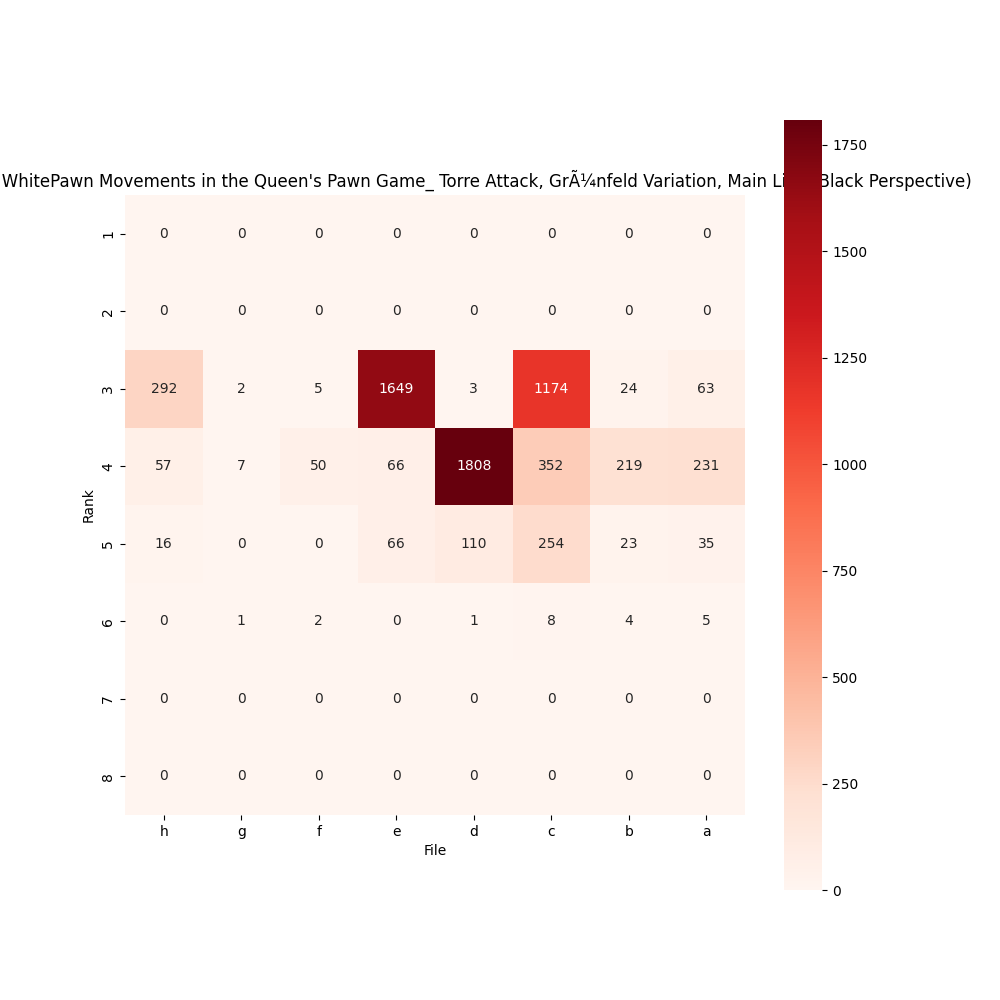 WhitePawn Movements in the Queen's Pawn Game_ Torre Attack, GrÃ¼nfeld Variation, Main Li Black Perspective)
1750
1 0 0 0 0 0 0 0 0
1500
2 0 0 0 0 0 0 0 0
1250
3 292 2 5 1649 3 1174 24 63
1000
4 57 7 50 66 1808 352 219 231
Rank
5 16 0 0 66 110 254 23 35
750
6 0 1 2 0 1 8 4 5
500
7 0 0 0 0 0 0 0 0
250
8 0 0 0 0 0 0 0 0
h g f e d c b a
File
0